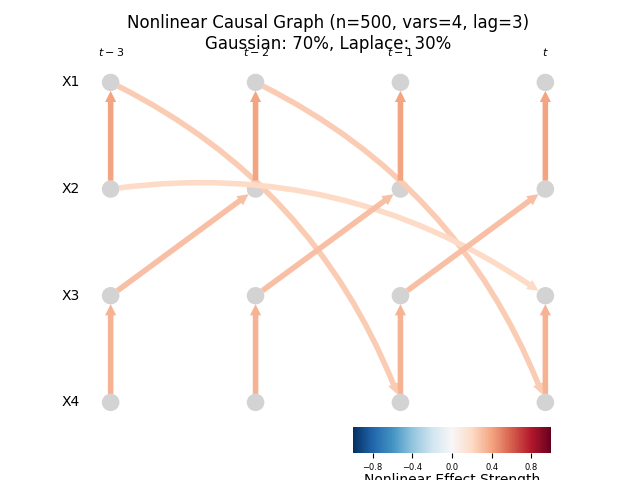 Nonlinear Causal Graph (n=500, vars=4, lag=3)
Gaussian: 70%, Laplace: 30%
t − 3 t − 2 t − 1 t
X1
X2
X3
X4
−0.8 −0.4 0.0 0.4 0.8
Nonlinear Effect Strength